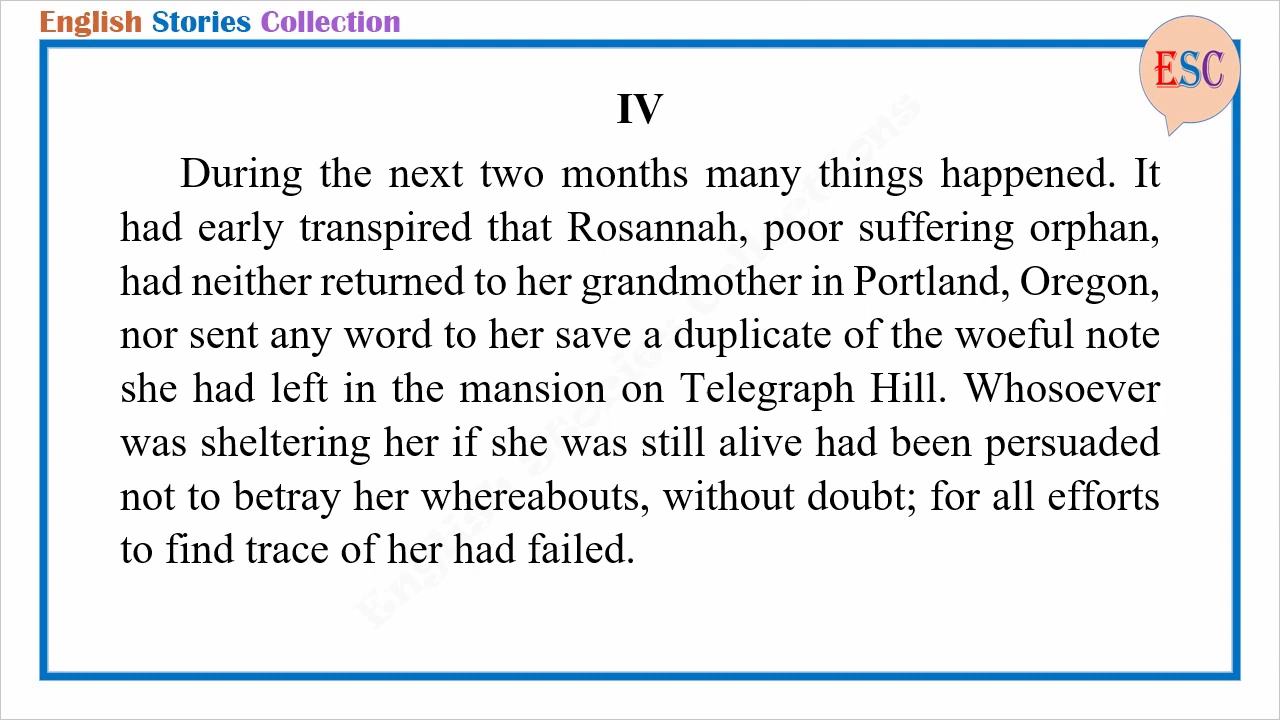 English Stories Collection
ESC
IV
During the next two months many things happened. It
had early transpired that Rosannah, poor suffering orphan,
had neither returned to her grandmother in Portland, Oregon,
nor sent any word to her save a duplicate of the woeful note
she had left in the mansion on Telegraph Hill. Whosoever
was sheltering her if she was still alive had been persuaded
not to betray her whereabouts, without doubt; for all efforts
to find trace of her had failed.
English Stories Collections